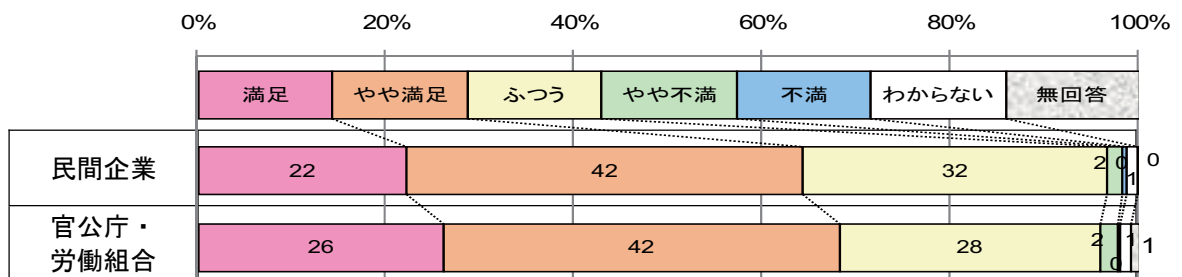 0% 20% 40% 60% 80% 100%
満足 やや満足 ふつう やや不満 不満 わからない 無回答
民間企業 22 42 32 2 0 1 0
官公庁・
労働組合 26 42 28 2 0 1 1